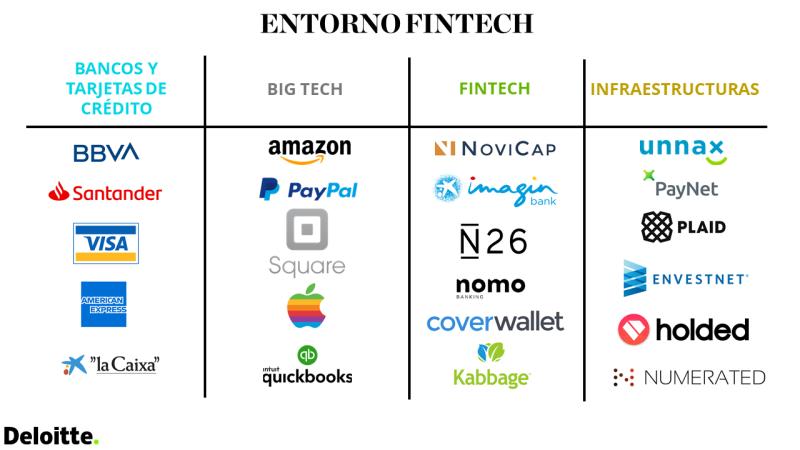 ENTORNO FINTECH
BANCOS Y
TARJETAS DE
CRÉDITO
BIG TECH
FINTECH
INFRAESTRUCTURAS
BBVA
amazon
NOVICAP
unnax
Santander
PayPal
imagin
bank
PayNet
VISA
Square
N26
PLAID
AMERICAN
EXPRESS
nomo
BANKING
ENVESTNET®
coverwallet
holded
"la Caixa"
qb
intuit
quickbooks
Kabbage
NUMERATED
Deloitte.